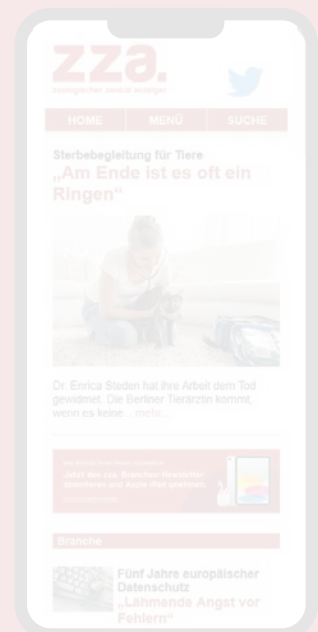 zza.
zoologischer zentral anzeiger
HOME MENÜ SUCHE
Sterbebegleitung für Tiere
„Am Ende ist es oft ein
Ringen“
Dr. Enrica Steden hat ihre Arbeit dem Tod
gewidmet. Die Berliner Tierärztin kommt,
wenn es keine... mehr
Jetzt den zza-Branchen-Newsletter
abonnieren und Apple iPad gewinnen.
Branche
Fünf Jahre europäischer
Datenschutz
„Lähmende Angst vor
Fehlern“